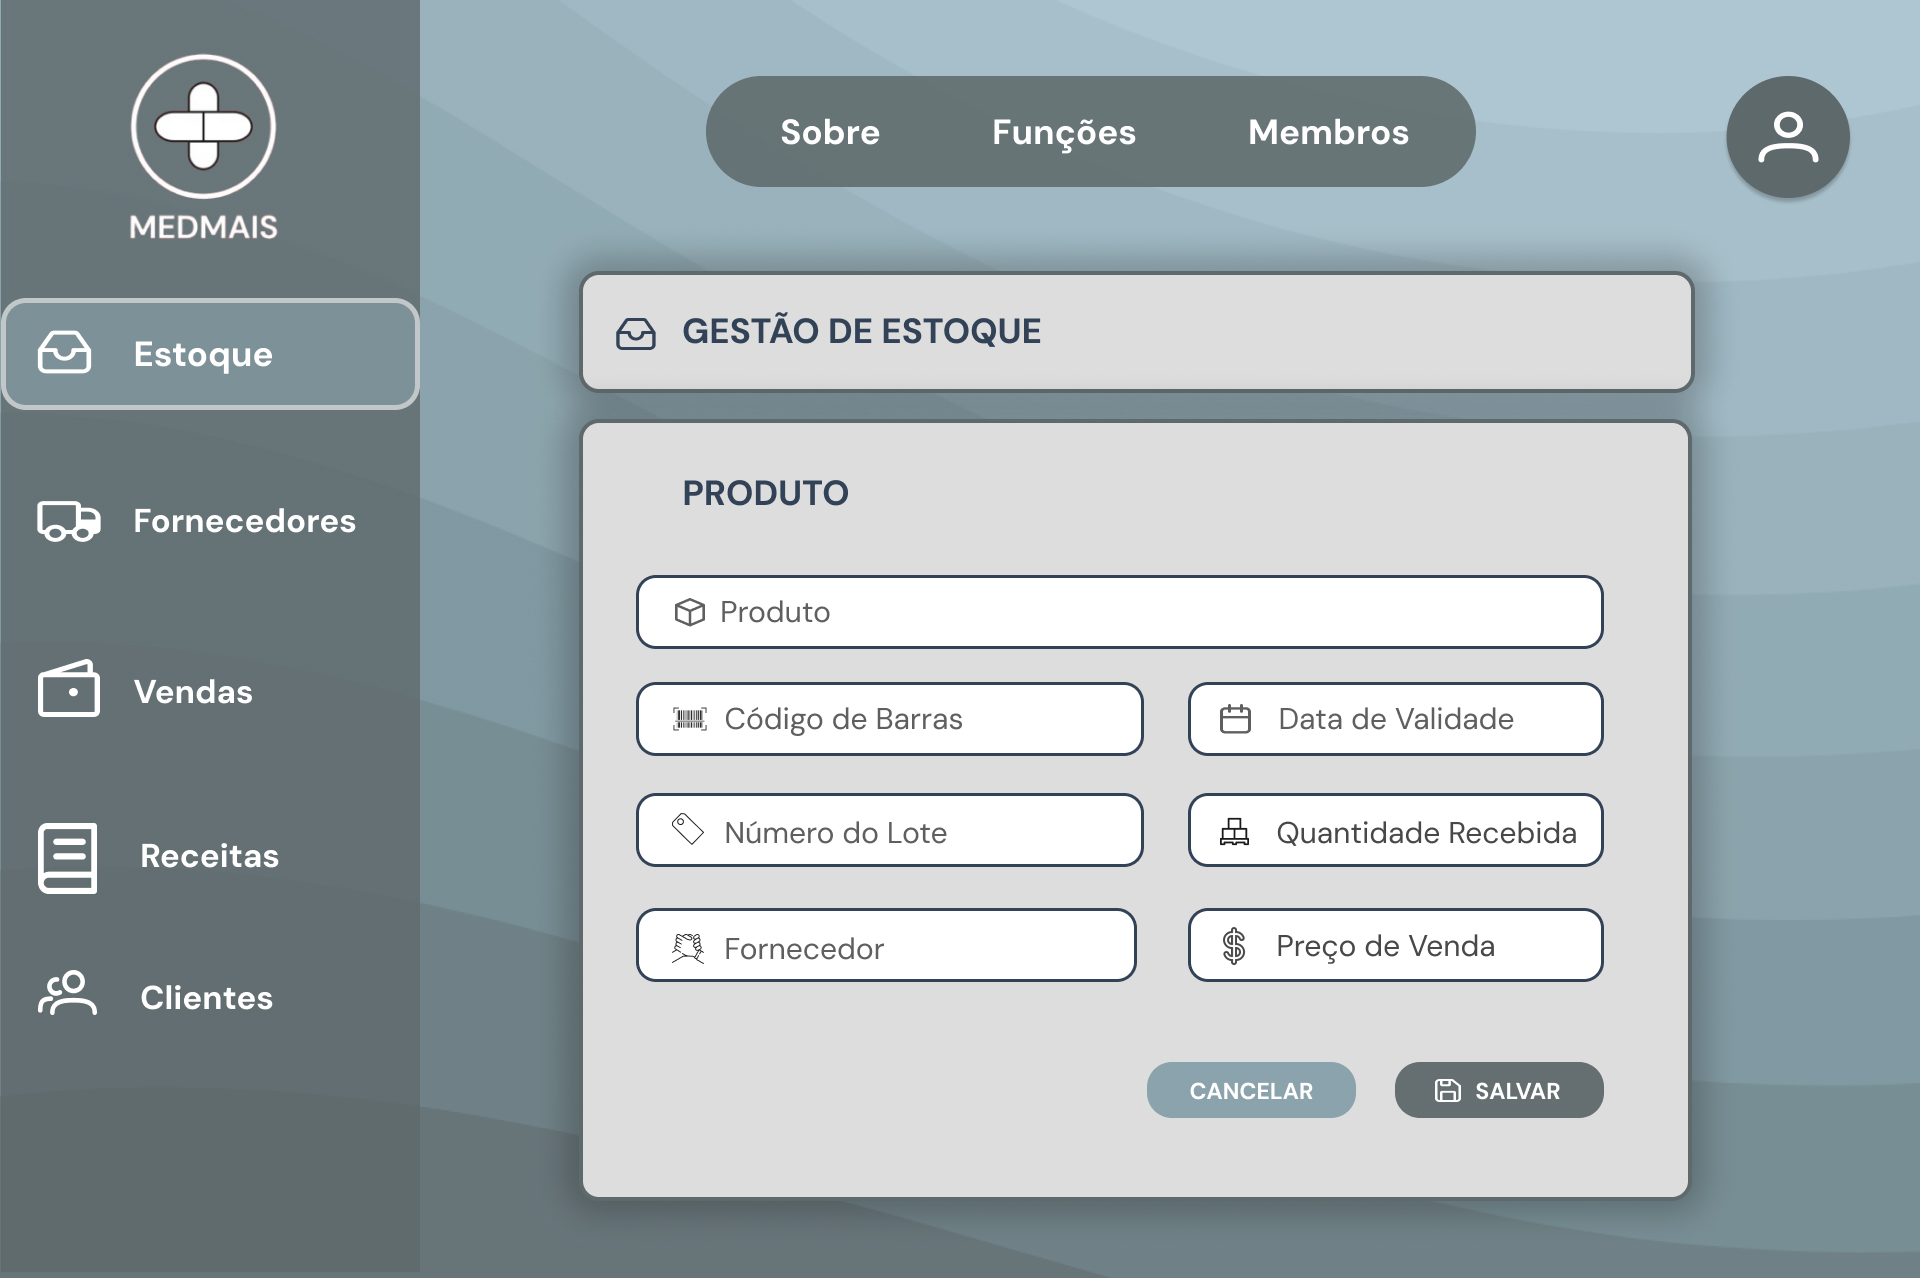 MEDMAIS
Sobre
Funções
Membros
Estoque
Fornecedores
Vendas
Receitas
Clientes
GESTÃO DE ESTOQUE
PRODUTO
Produto
Código de Barras
Data de Validade
Número do Lote
Quantidade Recebida
Fornecedor
Preço de Venda
CANCELAR
SALVAR